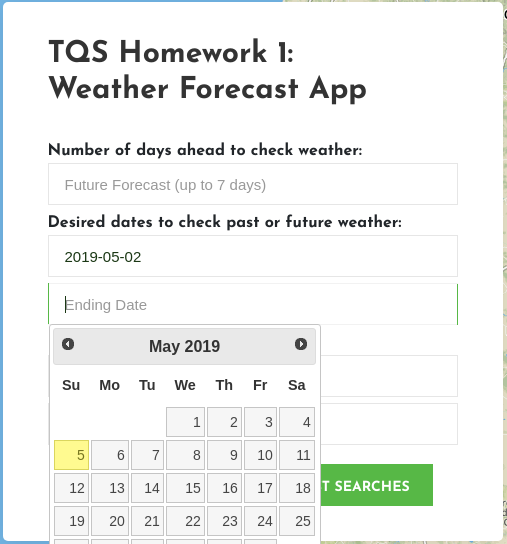 TQS Homework 1:
Weather Forecast App
Number of days ahead to check weather:
Future Forecast (up to 7 days)
Desired dates to check past or future weather:
2019-05-02
Ending Date
May 2019
Su Mo Tu We Th Fr Sa
1 2 3 4
5 6 7 8 9 10 11
12 13 14 15 16 17 18
T SEARCHES
19 20 21 22 23 24 25